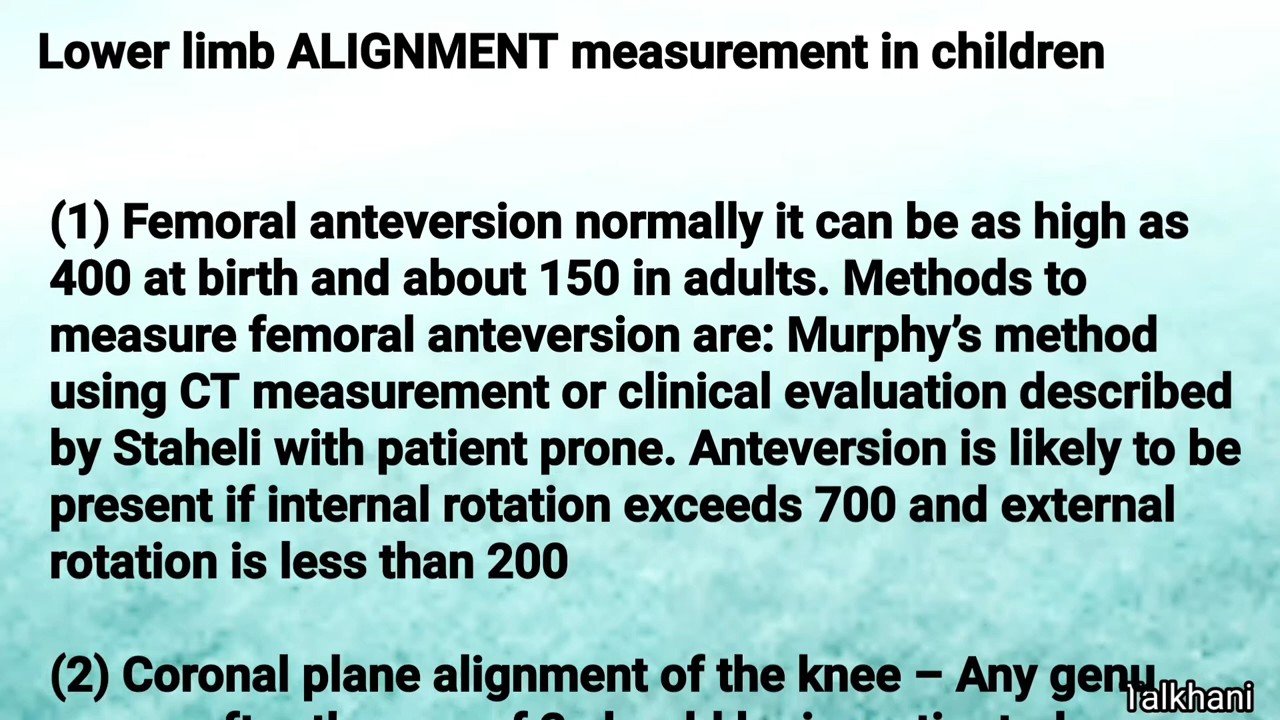 Lower limb ALIGNMENT measurement in children
(1) Femoral anteversion normally it can be as high as
400 at birth and about 150 in adults. Methods to
measure femoral anteversion are: Murphy's method
using CT measurement or clinical evaluation described
by Staheli with patient prone. Anteversion is likely to be
present if internal rotation exceeds 700 and external
rotation is less than 200
(2) Coronal plane alignment of the knee – Any genu